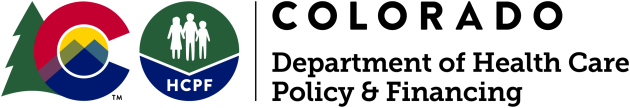 TM
HCPF
COLORADO
Department of Health Care
Policy & Financing